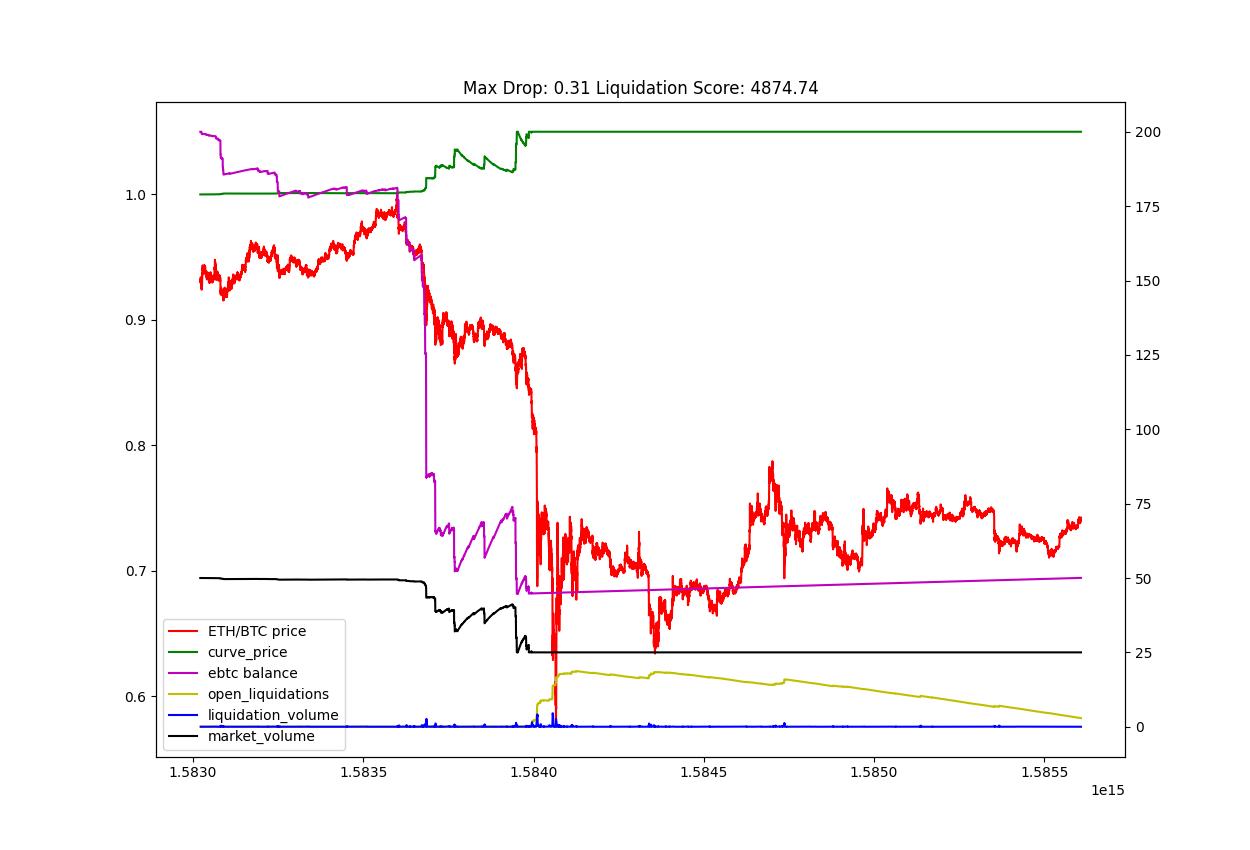 Max Drop: 0.31 Liquidation Score: 4874.74
1.0
0.9
0.8
0.7
0.6
200
175
150
125
100
75
50
25
0
ETH/BTC price
curve_price
ebtc balance
open_liquidations
liquidation_volume
market_volume
1.5830 1.5835 1.5840 1.5845 1.5850 1.5855
1e15